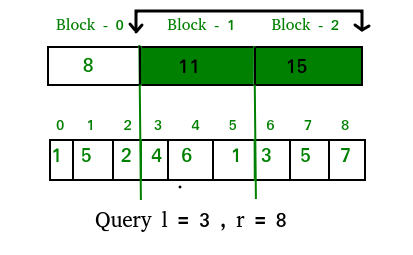 Block - 0 Block - 1 Block - 2
8 11 15
0 1 2 3 4 5 6 7 8
1 5 2 4 6 1 3 5 7
Query l = 3 , r = 8